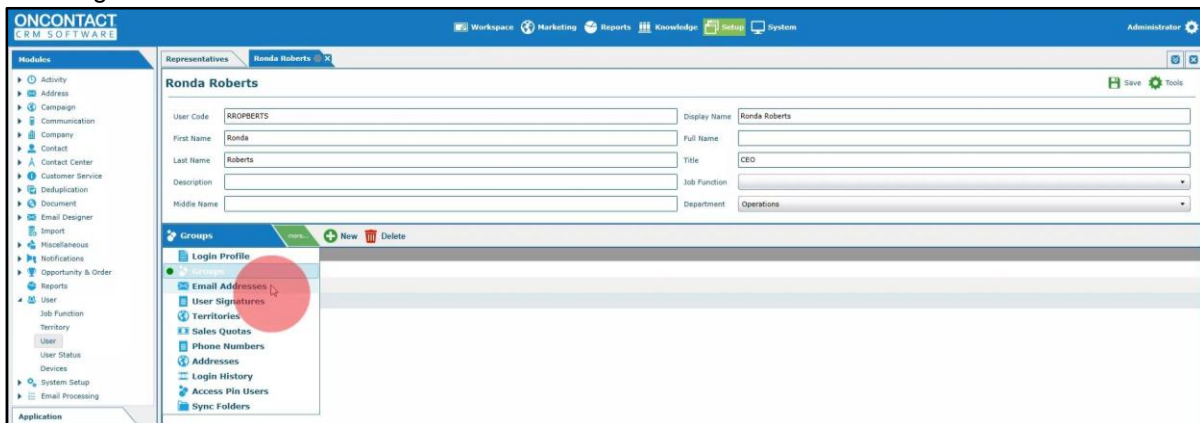 ONCONTACT
CRM SOFTWARE
Workspace Marketing Reports Knowledge Setup System
Administrator
Modules
Activity
Address
Campaign
Communication
Company
Contact
Contact Center
Customer Service
Deduplication
Document
Email Designer
Import
Miscellaneous
Notifications
Opportunity & Order
Reports
User
Job Function
Territory
User
User Status
Devices
System Setup
Email Processing
Application
Representatives Ronda Roberts
Ronda Roberts
Save Tools
User Code RROPBERTS Display Name Ronda Roberts
First Name Ronda Full Name
Last Name Roberts Title CEO
Description Job Function
Middle Name Department Operations
Groups more... New Delete
Login Profile
Groups
Email Addresses
User Signatures
Territories
Sales Quotas
Phone Numbers
Addresses
Login History
Access Pin Users
Sync Folders